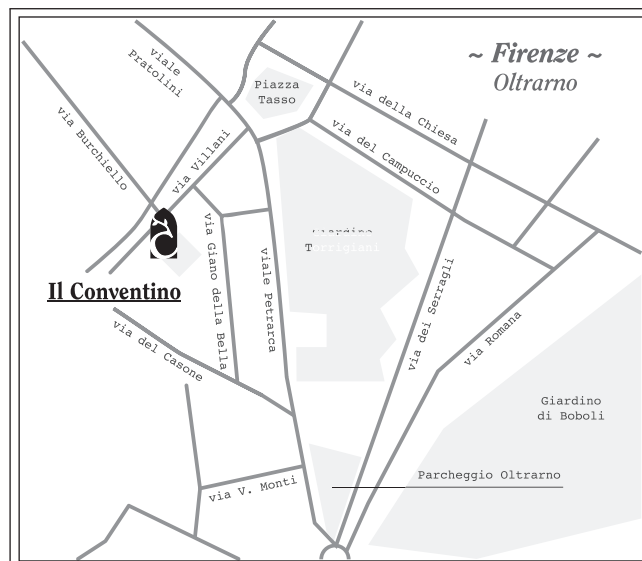 ~ Firenze ~
Oltrarno
viale
Pratolini
Piazza
Tasso
via della Chiesa
via del Campuccio
via Burchiello
via Villani
Torrigiani
via Giano della Bella
viale Petrarca
via dei Serragli
via Romana
Il Conventino
via del Casone
Giardino
di Boboli
Parcheggio Oltrarno
via V. Monti